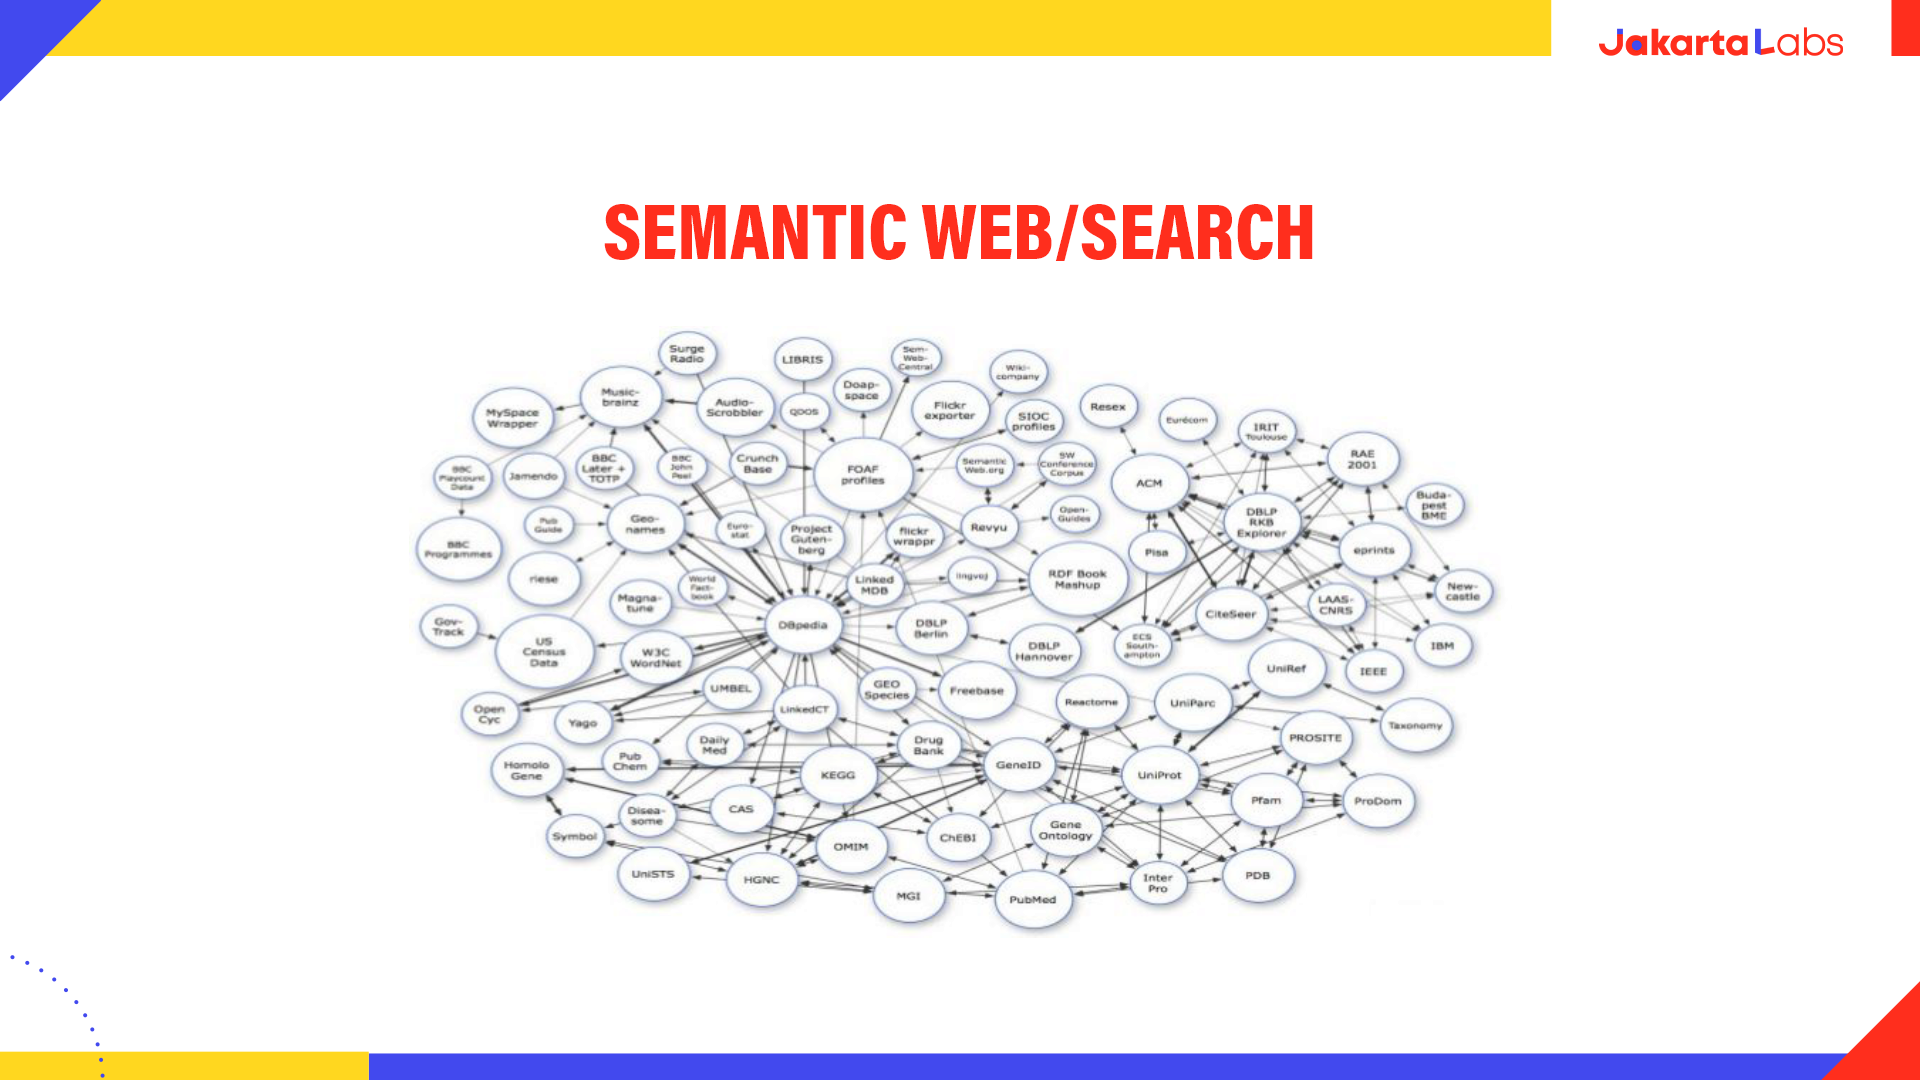 Jakarta Labs
SEMANTIC WEB/SEARCH
Surge
Radio
LIBRIS
Sem-
Web-
Central
Wiki-
company
Music-
brainz
Doap-
space
MySpace
Wrapper
Audio-
Scrobbler
QDOS
Flickr
exporter
SIOC
profiles
Resex
Eurécom
IRIT
Toulouse
RAE
2001
BBC
Playcount
Data
Jamendo
BBC
Later +
TOTP
BBC
John
Peel
Crunch
Base
FOAF
profiles
Semantic
Web.org
SW
Conference
Corpus
ACM
Buda-
pest
BME
Pub
Guide
Geo-
names
Euro-
stat
Project
Guten-
berg
flickr
wrappr
Revyu
Open-
Guides
DBLP
RKB
Explorer
BBC
Programmes
Pisa
eprints
riese
World
Fact-
book
Linked
MDB
lingvoj
RDF Book
Mashup
New-
castle
Magna-
tune
LAAS-
CNRS
CiteSeer
Gov-
Track
DBpedia
DBLP
Berlin
US
Census
Data
W3C
WordNet
DBLP
Hannover
ECS
South-
ampton
IBM
UniRef
IEEE
UMBEL
GEO
Species
Freebase
Open
Cyc
Yago
LinkedCT
Reactome
UniParc
Taxonomy
Daily
Med
Drug
Bank
PROSITE
Homolo
Gene
Pub
Chem
KEGG
GeneID
UniProt
Pfam
ProDom
Disea-
some
CAS
Symbol
OMIM
ChEBI
Gene
Ontology
UniSTS
HGNC
MGI
PubMed
Inter
Pro
PDB